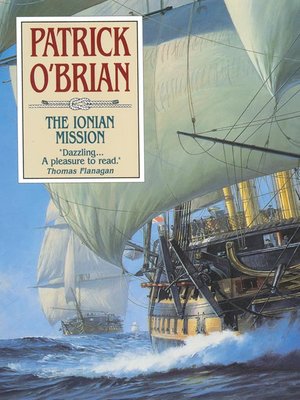 PATRICK
O'BRIAN
THE IONIAN
MISSION
"Dazzling...
A pleasure to read."
Thomas Flanagan